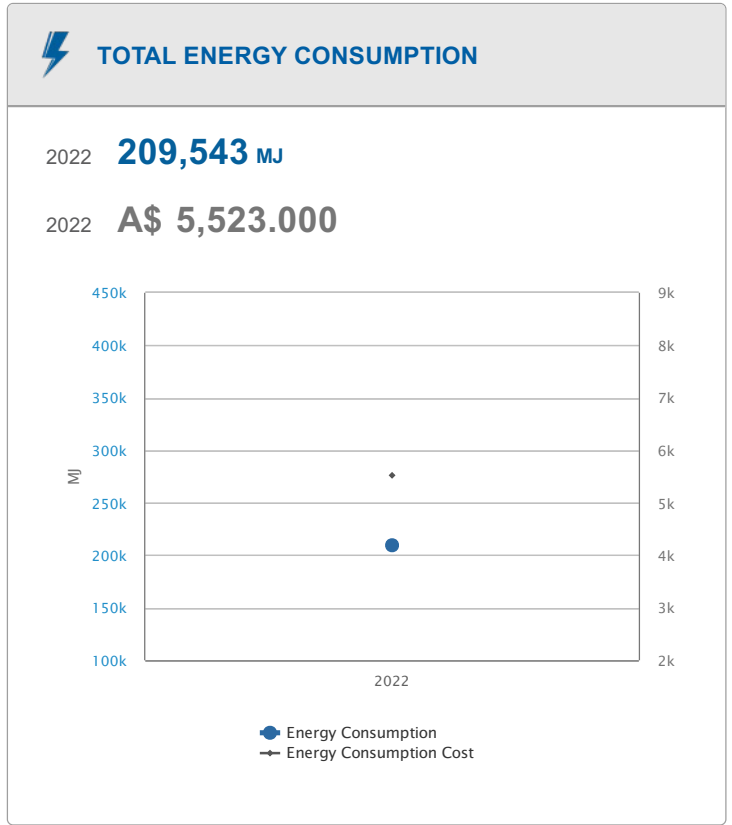 TOTAL ENERGY CONSUMPTION
2022 209,543 MJ
2022 A$ 5,523.000
450k 9k
400k 8k
350k 7k
300k 6k
MJ
250k 5k
200k 4k
150k 3k
100k 2k
2022
Energy Consumption
Energy Consumption Cost